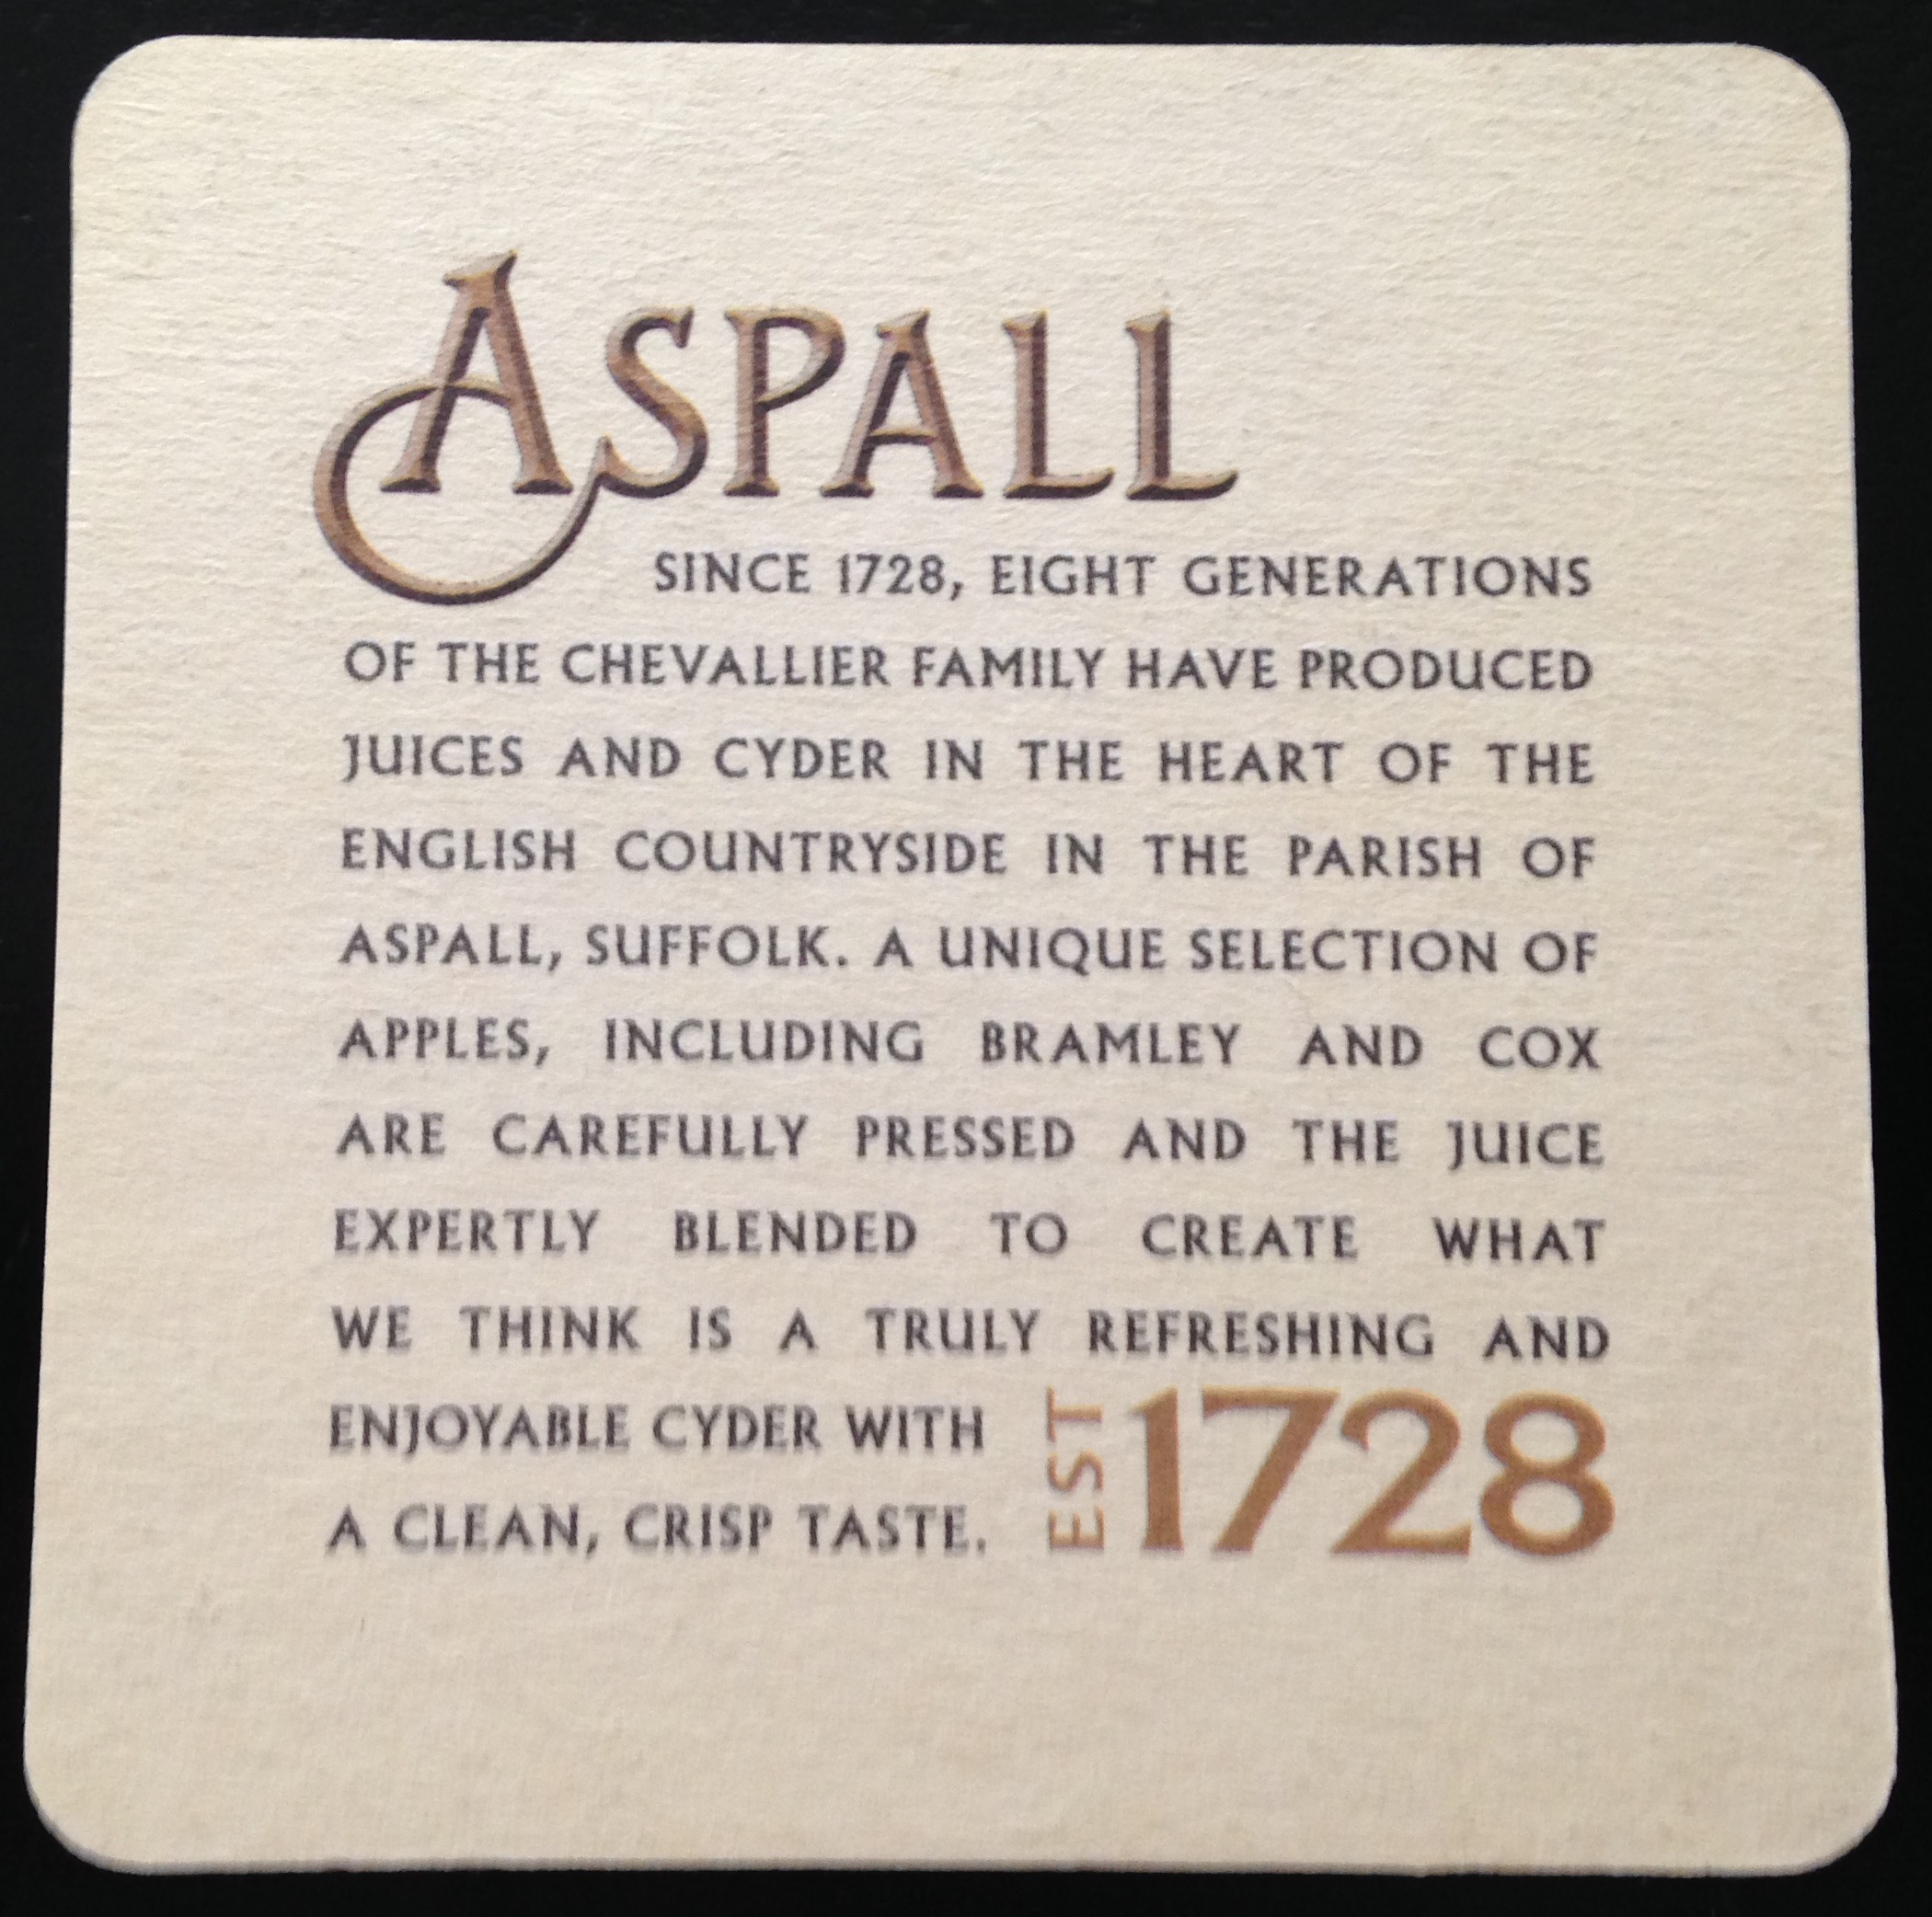 ASPALL
SINCE 1728, EIGHT GENERATIONS
OF THE CHEVALLIER FAMILY HAVE PRODUCED
JUICES AND CYDER IN THE HEART OF THE
ENGLISH COUNTRYSIDE IN THE PARISH OF
ASPALL, SUFFOLK. A UNIQUE SELECTION OF
APPLES, INCLUDING BRAMLEY AND COX
ARE CAREFULLY PRESSED AND THE JUICE
EXPERTLY BLENDED TO CREATE WHAT
WE THINK IS A TRULY REFRESHING AND
ENJOYABLE CYDER WITH
A CLEAN, CRISP TASTE.
EST 1728